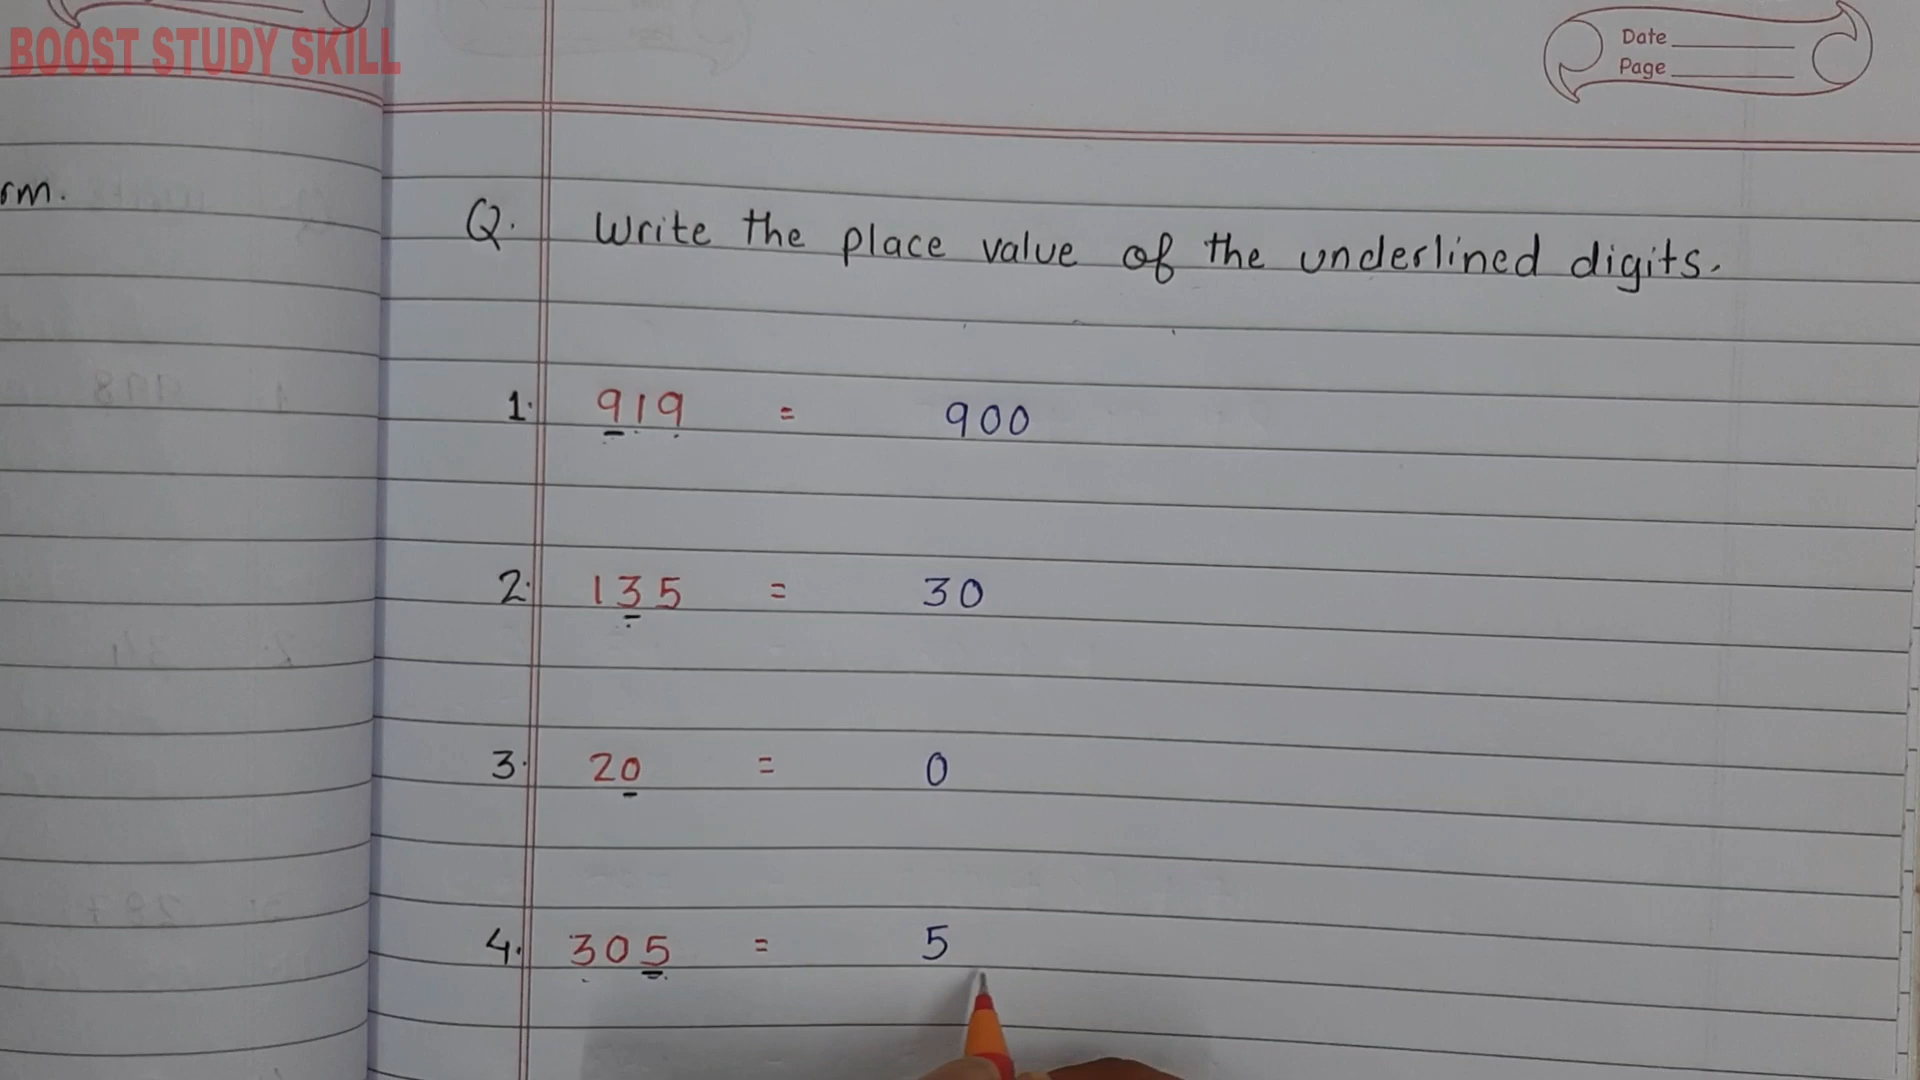 BOOST STUDY SKILL
Date
Page
rm.
Q. Write the place value of the underlined digits.
1. 919 = 900
2. 135 = 30
3. 20 = 0
4. 305 = 5